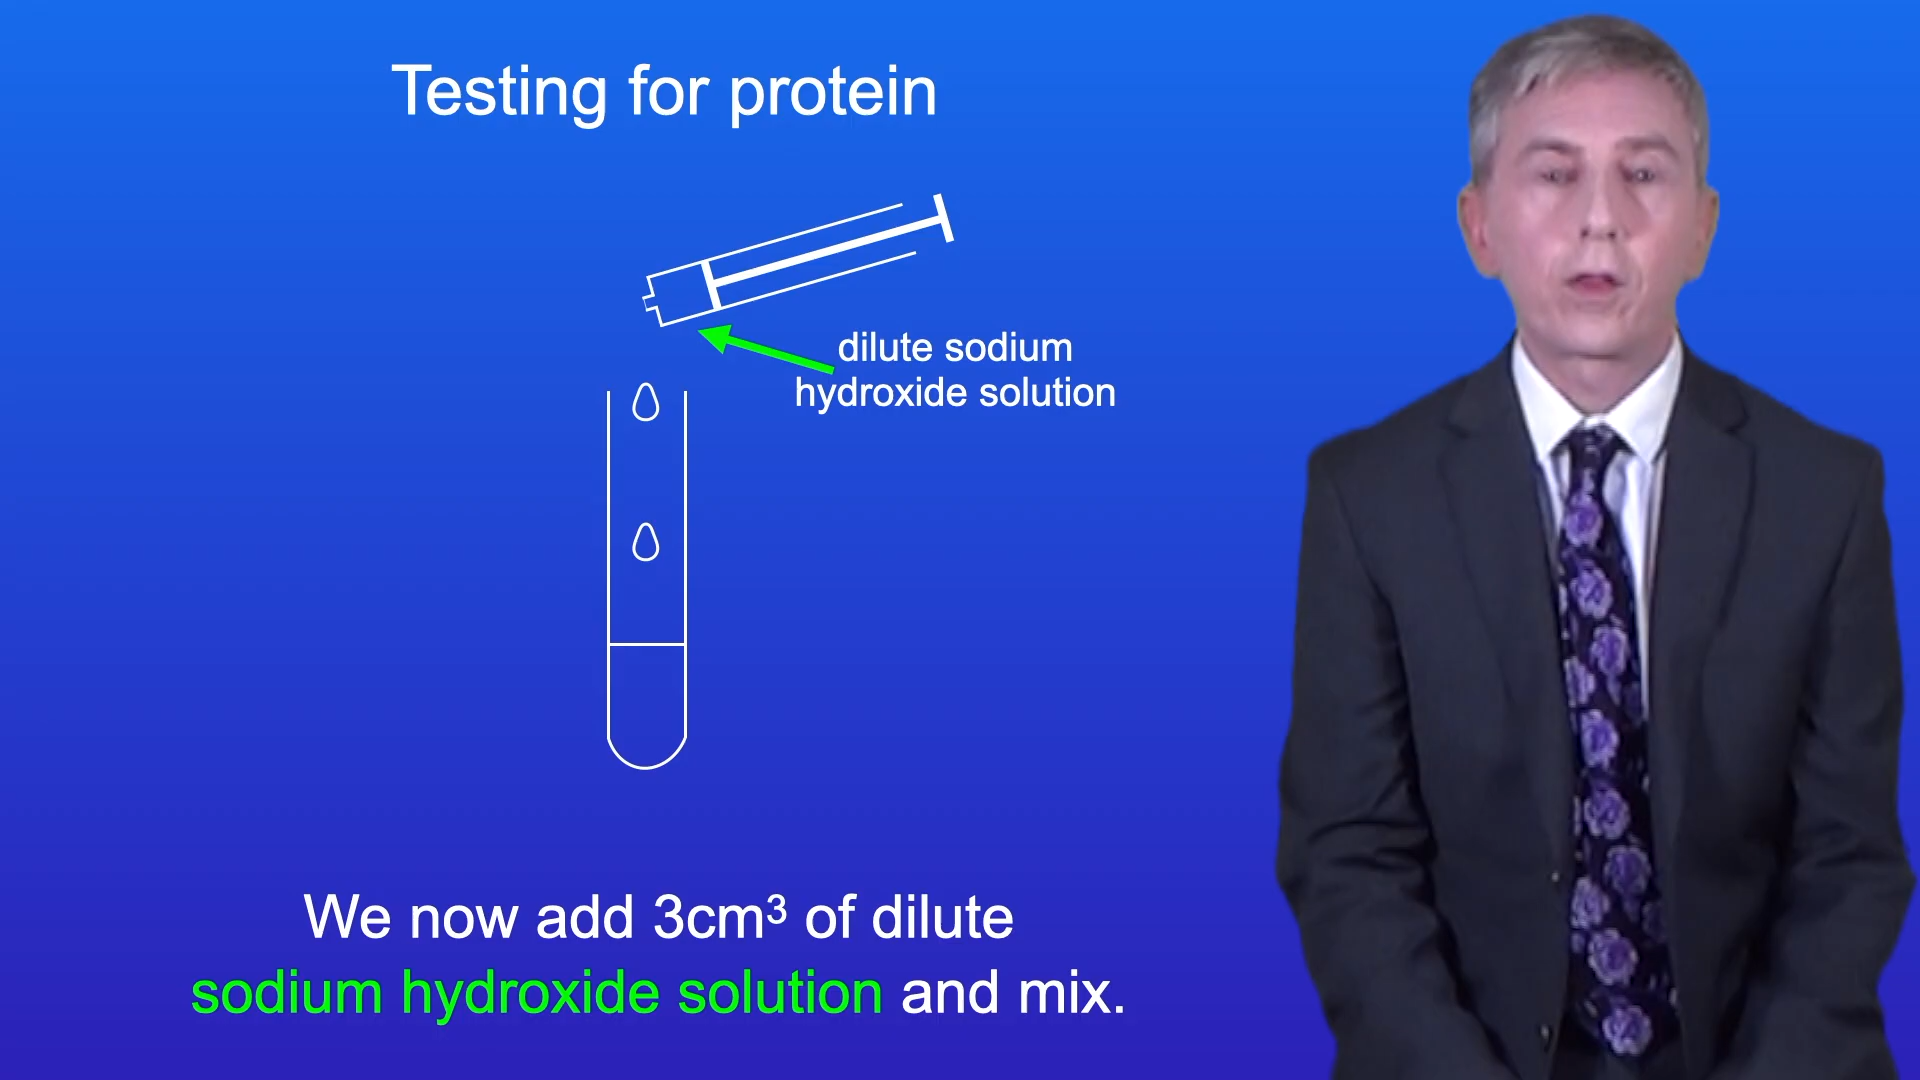 Testing for protein
dilute sodium
hydroxide solution
We now add 3cm³ of dilute
sodium hydroxide solution and mix.